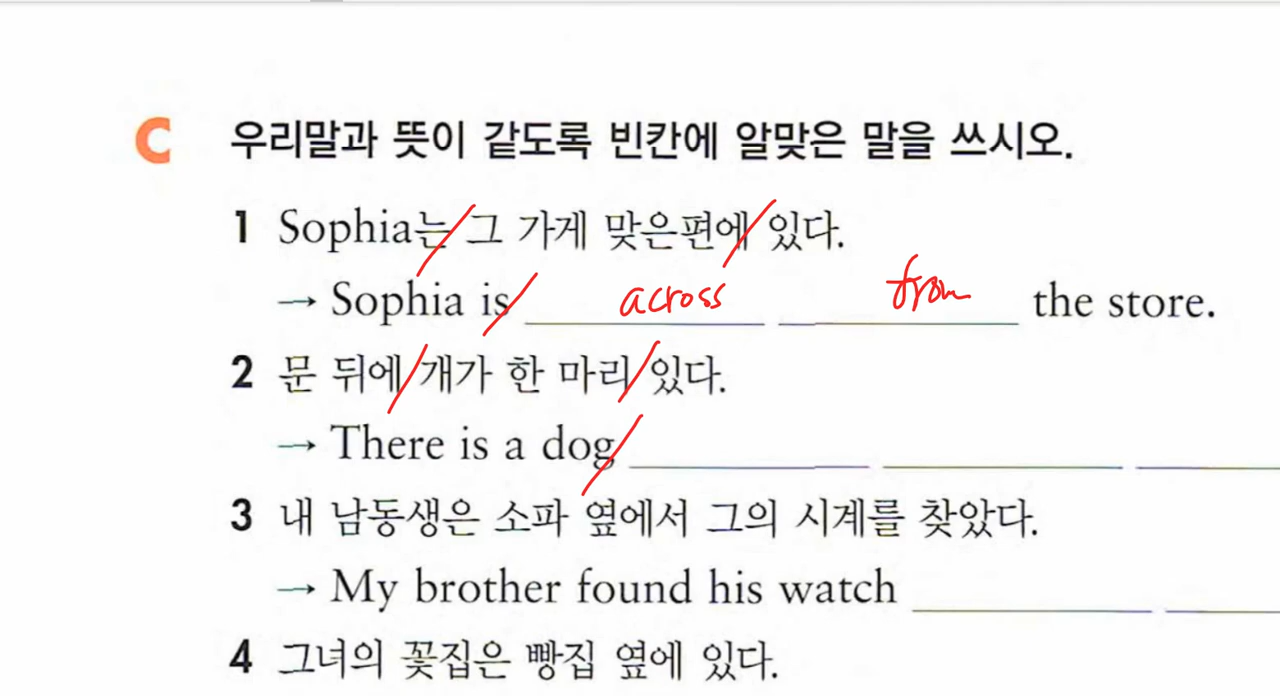 C 우리말과 뜻이 같도록 빈칸에 알맞은 말을 쓰시오.
1 Sophia는 그 가게 맞은편에 있다.
→ Sophia is across from the store.
2 문 뒤에 개가 한 마리 있다.
→ There is a dog
3 내 남동생은 소파 옆에서 그의 시계를 찾았다.
→ My brother found his watch
4 그녀의 꽃집은 빵집 옆에 있다.